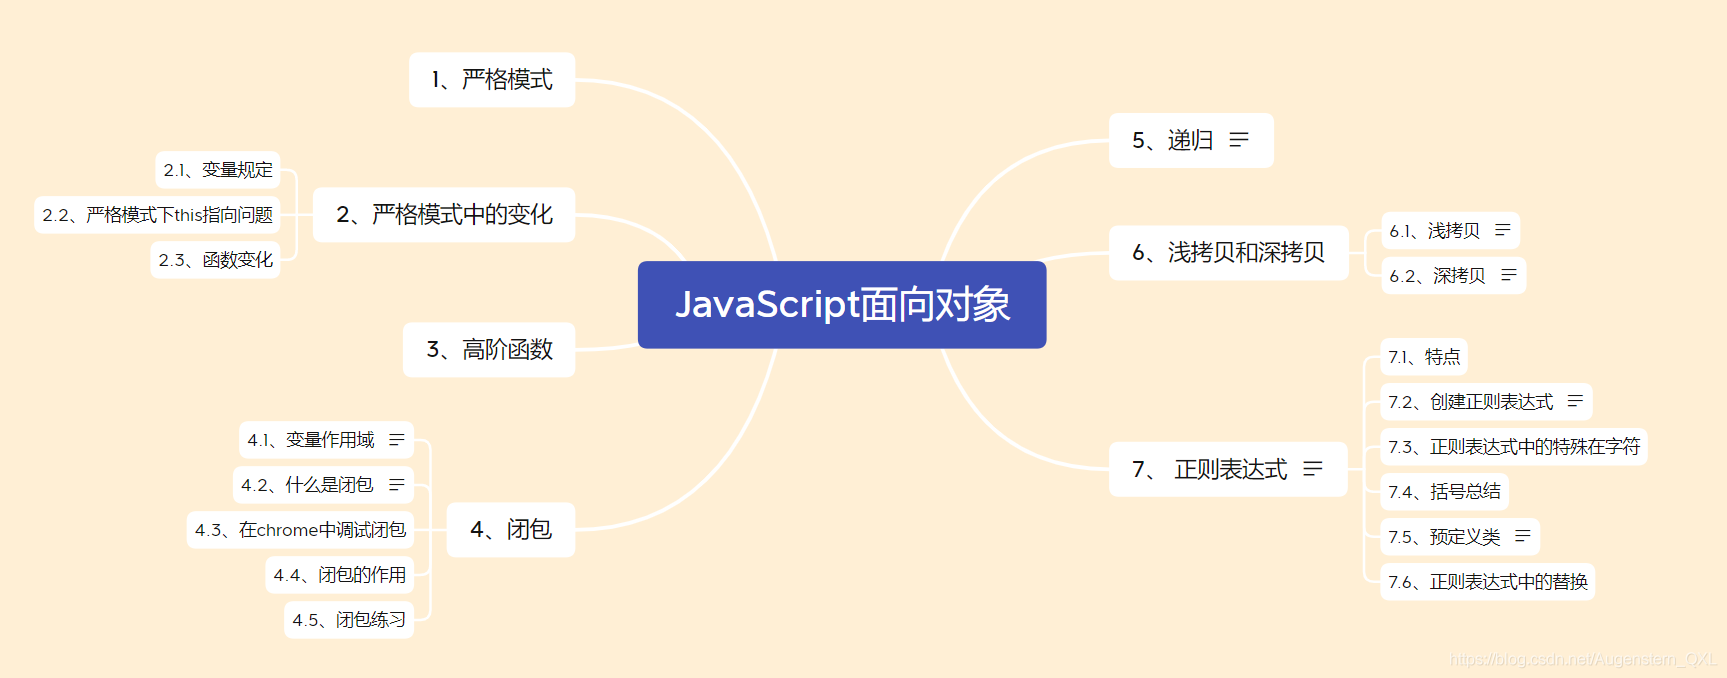 JavaScript面向对象
1、严格模式
2、严格模式中的变化
2.1、变量规定
2.2、严格模式下this指向问题
2.3、函数变化
3、高阶函数
4、闭包
4.1、变量作用域
4.2、什么是闭包
4.3、在chrome中调试闭包
4.4、闭包的作用
4.5、闭包练习
5、递归
6、浅拷贝和深拷贝
6.1、浅拷贝
6.2、深拷贝
7、 正则表达式
7.1、特点
7.2、创建正则表达式
7.3、正则表达式中的特殊在字符
7.4、括号总结
7.5、预定义类
7.6、正则表达式中的替换
https://blog.csdn.net/Augenstern_QXL